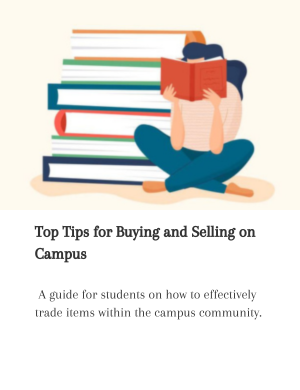 Top Tips for Buying and Selling on
Campus
A guide for students on how to effectively
trade items within the campus community.